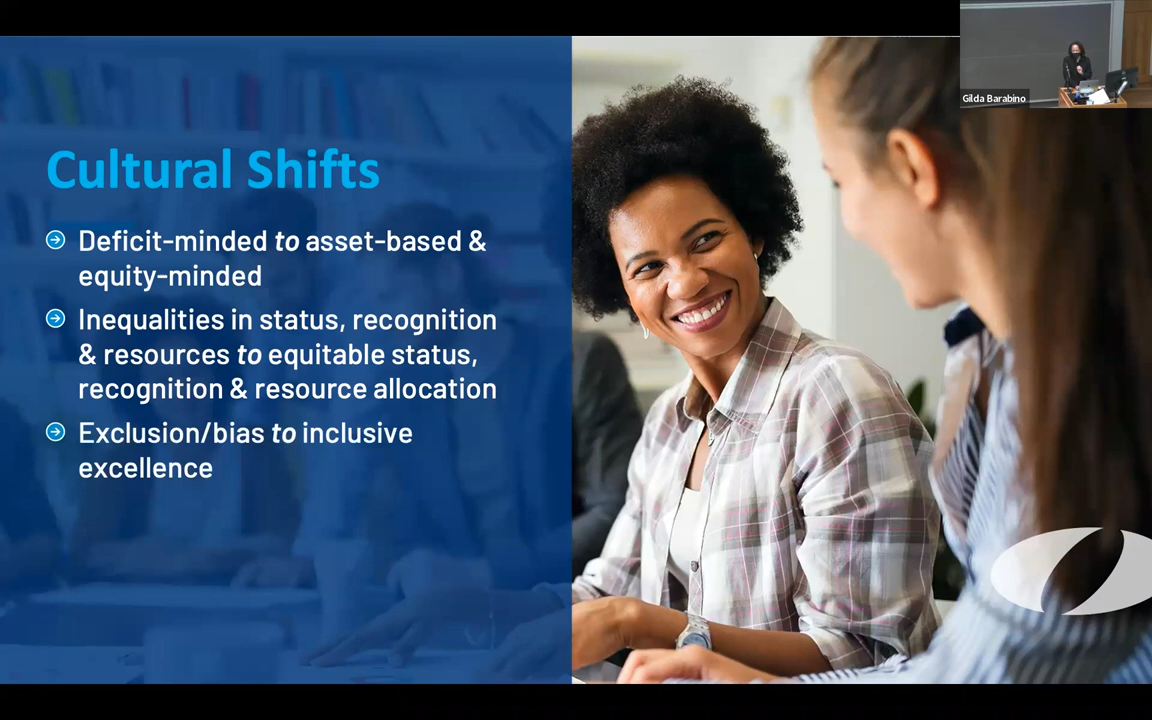 Gilda Barabino
Cultural Shifts
Deficit-minded to asset-based &
equity-minded
Inequalities in status, recognition
& resources to equitable status,
recognition & resource allocation
Exclusion/bias to inclusive
excellence